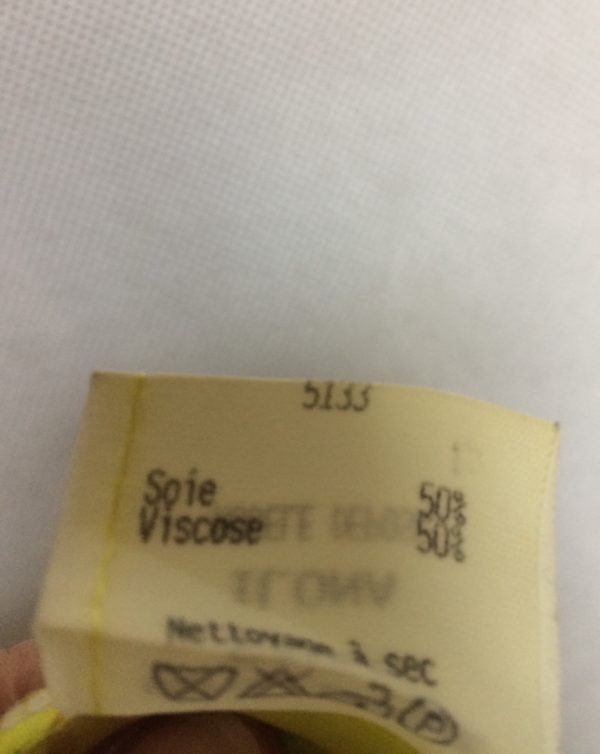 5133
Soie 50%
Viscose 50%
Nettoyage à sec